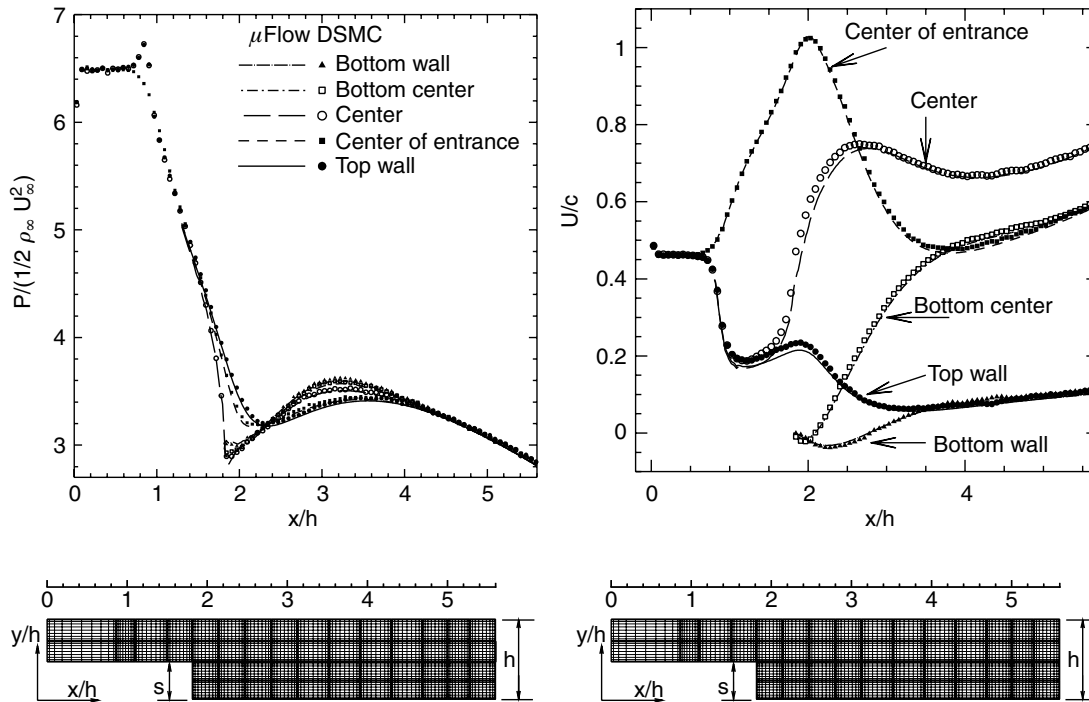 P/(1/2 ρ∞ U²∞)
7
6
5
4
3
0 1 2 3 4 5
x/h
μFlow DSMC
Bottom wall
Bottom center
Center
Center of entrance
Top wall
U/c
1
0.8
0.6
0.4
0.2
0
0 2 4
x/h
Center of entrance
Center
Bottom center
Top wall
Bottom wall
0 1 2 3 4 5
y/h
x/h
s
h
0 1 2 3 4 5
y/h
x/h
s
h